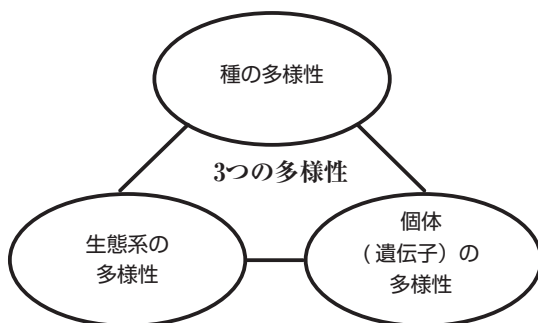 種の多様性
3つの多様性
生態系の
多様性
個体
(遺伝子）の
多様性